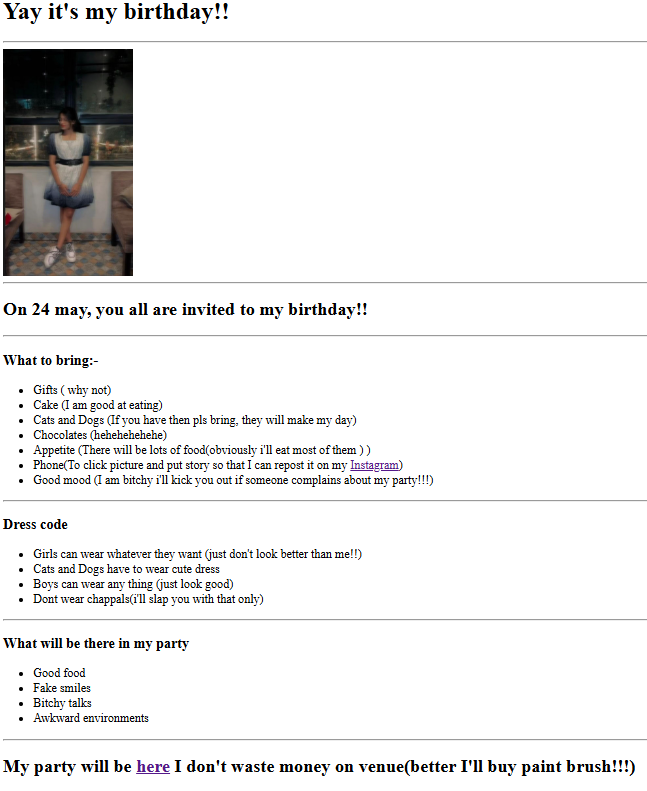 Yay it's my birthday!!
On 24 may, you all are invited to my birthday!!
What to bring:-
Gifts ( why not)
Cake (I am good at eating)
Cats and Dogs (If you have then pls bring, they will make my day)
Chocolates (hehehehehehe)
Appetite (There will be lots of food(obviously i'll eat most of them ) )
Phone(To click picture and put story so that I can repost it on my Instagram)
Good mood (I am bitchy i'll kick you out if someone complains about my party!!!)
Dress code
Girls can wear whatever they want (just don't look better than me!!)
Cats and Dogs have to wear cute dress
Boys can wear any thing (just look good)
Dont wear chappals(i'll slap you with that only)
What will be there in my party
Good food
Fake smiles
Bitchy talks
Awkward environments
My party will be here I don't waste money on venue(better I'll buy paint brush!!!)